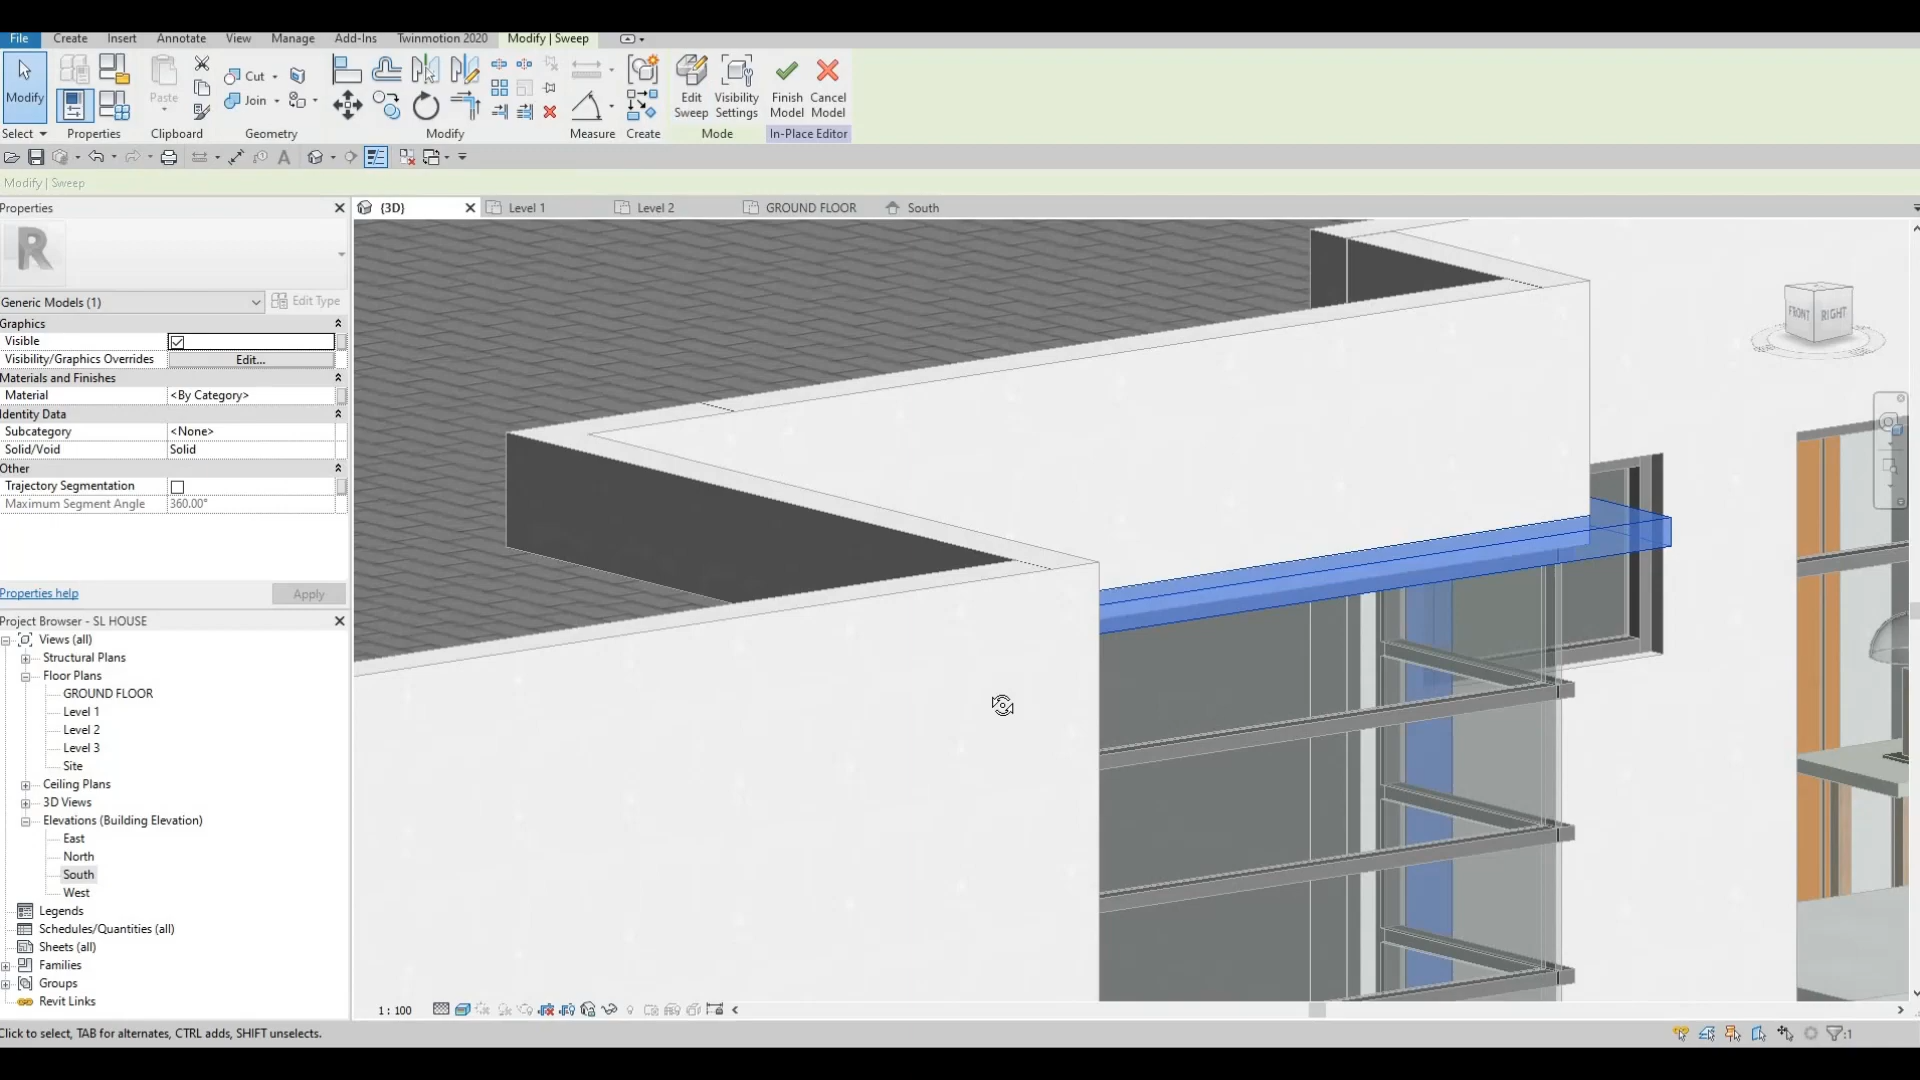 File Create Insert Annotate View Manage Add-Ins Twinmotion 2020 Modify | Sweep
Modify Paste Cut Join Edit Sweep Visibility Settings Finish Model Cancel Model
Select Properties Clipboard Geometry Modify Measure Create Mode In-Place Editor
A
Modify | Sweep
Properties
{3D} Level 1 Level 2 GROUND FLOOR South
R
Generic Models (1) Edit Type
Graphics
Visible
Visibility/Graphics Overrides Edit...
Materials and Finishes
Material <By Category>
Identity Data
Subcategory <None>
Solid/Void Solid
Other
Trajectory Segmentation
Maximum Segment Angle 360.00°
Properties help Apply
Project Browser - SL HOUSE
Views (all)
Structural Plans
Floor Plans
GROUND FLOOR
Level 1
Level 2
Level 3
Site
Ceiling Plans
3D Views
Elevations (Building Elevation)
East
North
South
West
Legends
Schedules/Quantities (all)
Sheets (all)
Families
Groups
Revit Links
FRONT RIGHT
1 : 100
Click to select, TAB for alternates, CTRL adds, SHIFT unselects.
:1